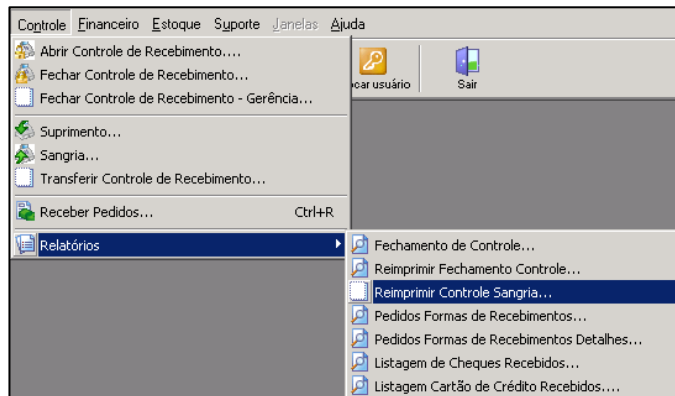 Controle Financeiro Estoque Suporte Janelas Ajuda
Abrir Controle de Recebimento....
Fechar Controle de Recebimento...
Fechar Controle de Recebimento - Gerência...
ocar usuário Sair
Suprimento...
Sangria...
Transferir Controle de Recebimento...
Receber Pedidos... Ctrl+R
Relatórios
Fechamento de Controle...
Reimprimir Fechamento Controle...
Reimprimir Controle Sangria...
Pedidos Formas de Recebimentos...
Pedidos Formas de Recebimentos Detalhes...
Listagem de Cheques Recebidos...
Listagem Cartão de Crédito Recebidos....